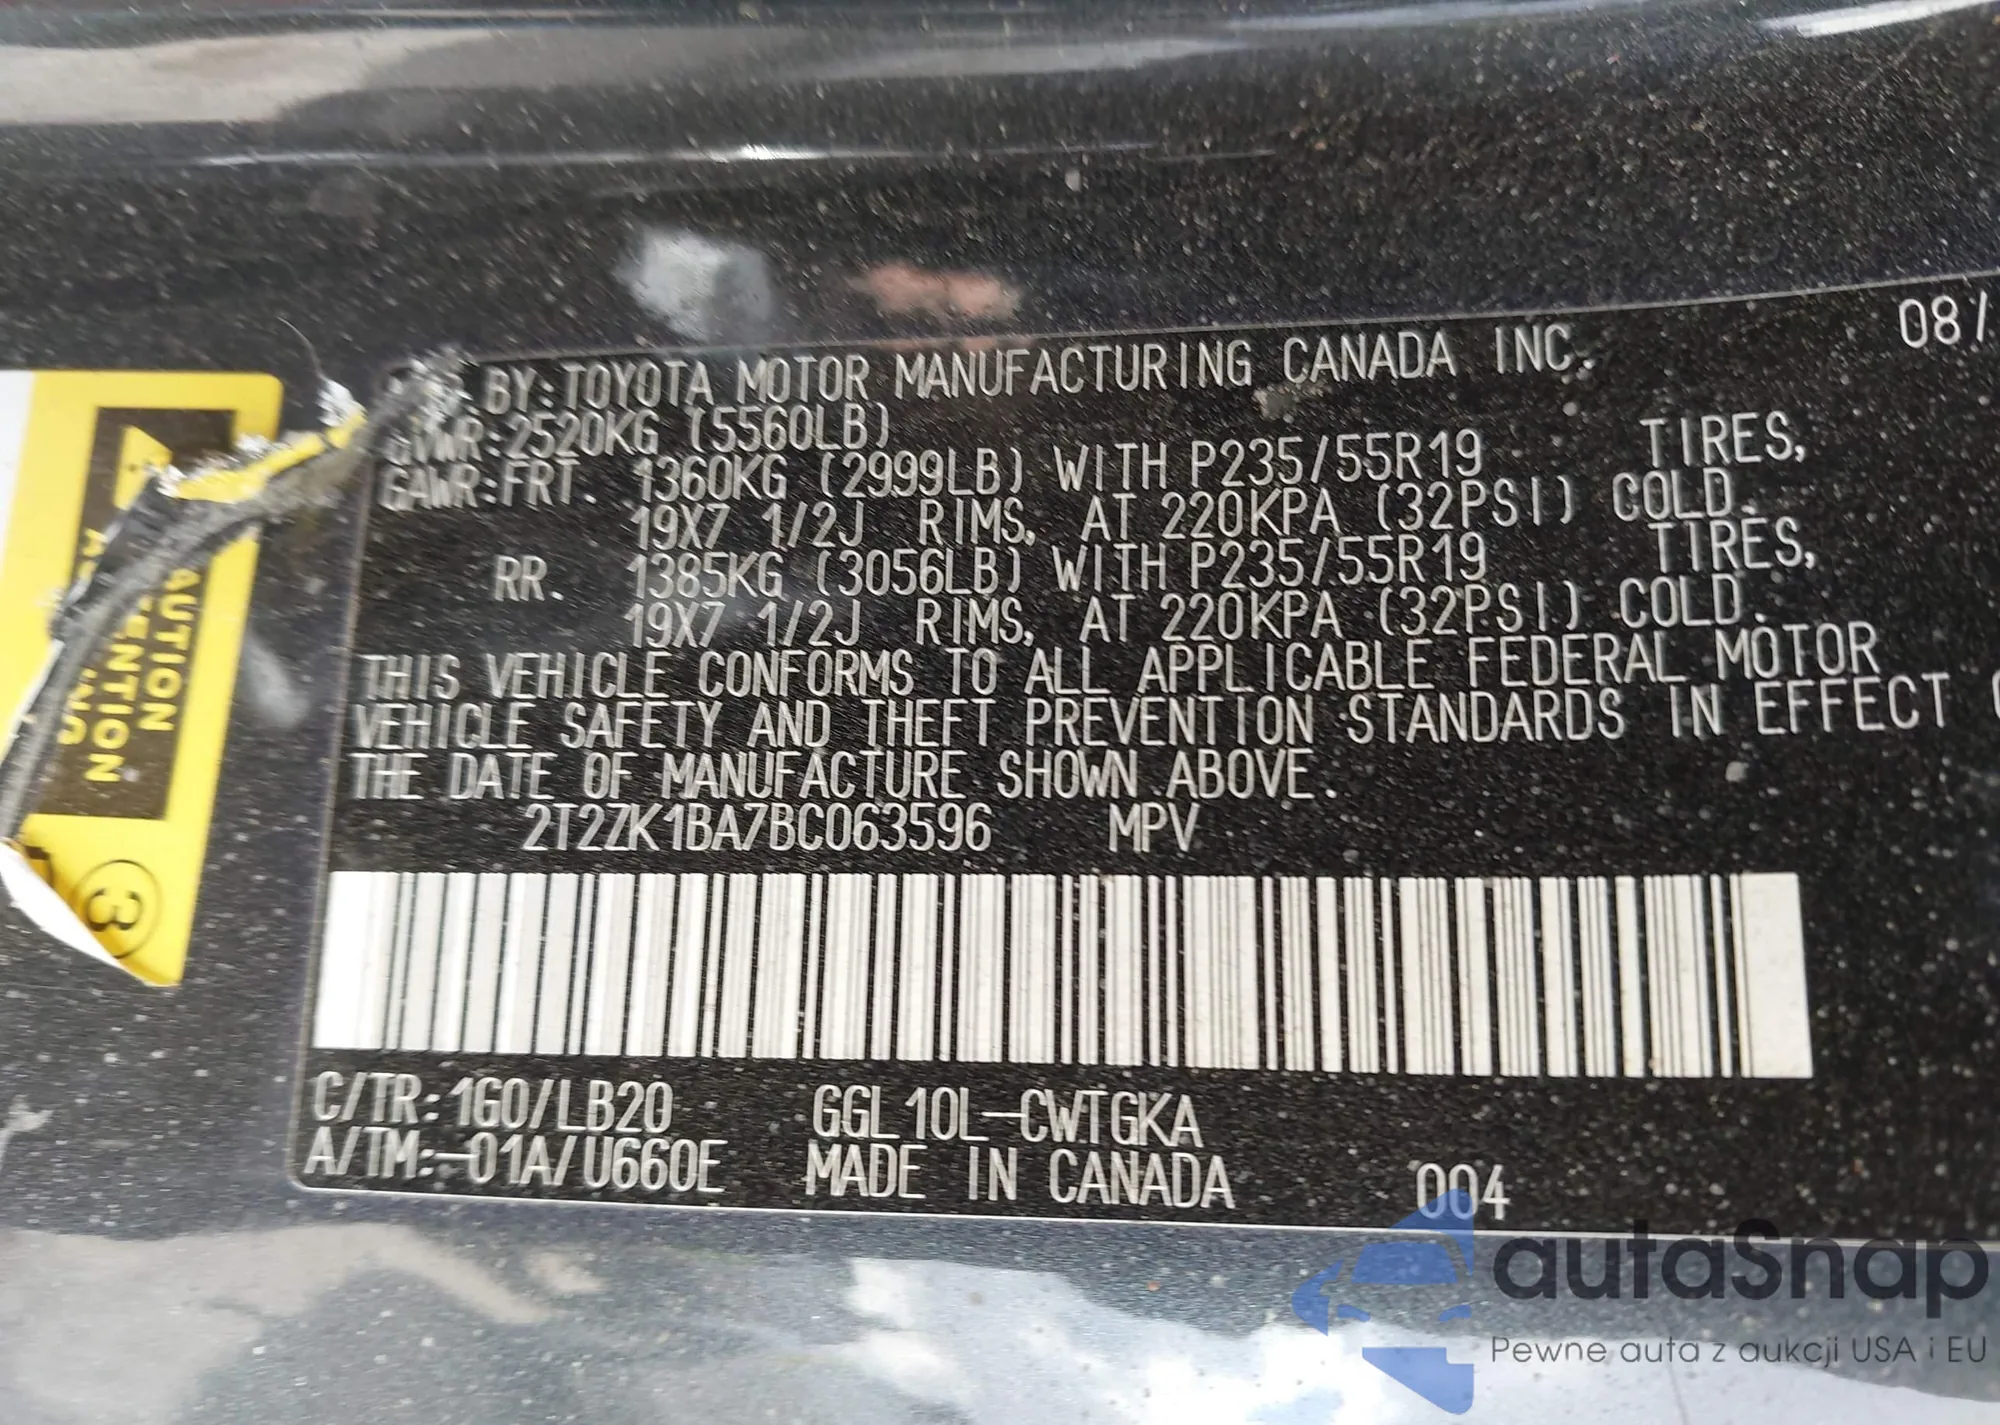 08/
BY:TOYOTA MOTOR MANUFACTURING CANADA INC.
GVWR:2520KG (5560LB)
GAWR:FRT. 1360KG (2999LB) WITH P235/55R19 TIRES,
19X7 1/2J RIMS, AT 220KPA (32PSI) COLD.
RR. 1385KG (3056LB) WITH P235/55R19 TIRES,
19X7 1/2J RIMS, AT 220KPA (32PSI) COLD.
THIS VEHICLE CONFORMS TO ALL APPLICABLE FEDERAL MOTOR
VEHICLE SAFETY AND THEFT PREVENTION STANDARDS IN EFFECT
THE DATE OF MANUFACTURE SHOWN ABOVE.
2T2ZK1BA7BC063596 MPV
C/TR:1G0/LB20 GGL10L-CWTGKA
A/TM:-01A/U660E MADE IN CANADA 004
AUTION
ENTION
3
autaSnap
Pewne auta z aukcji USA i EU